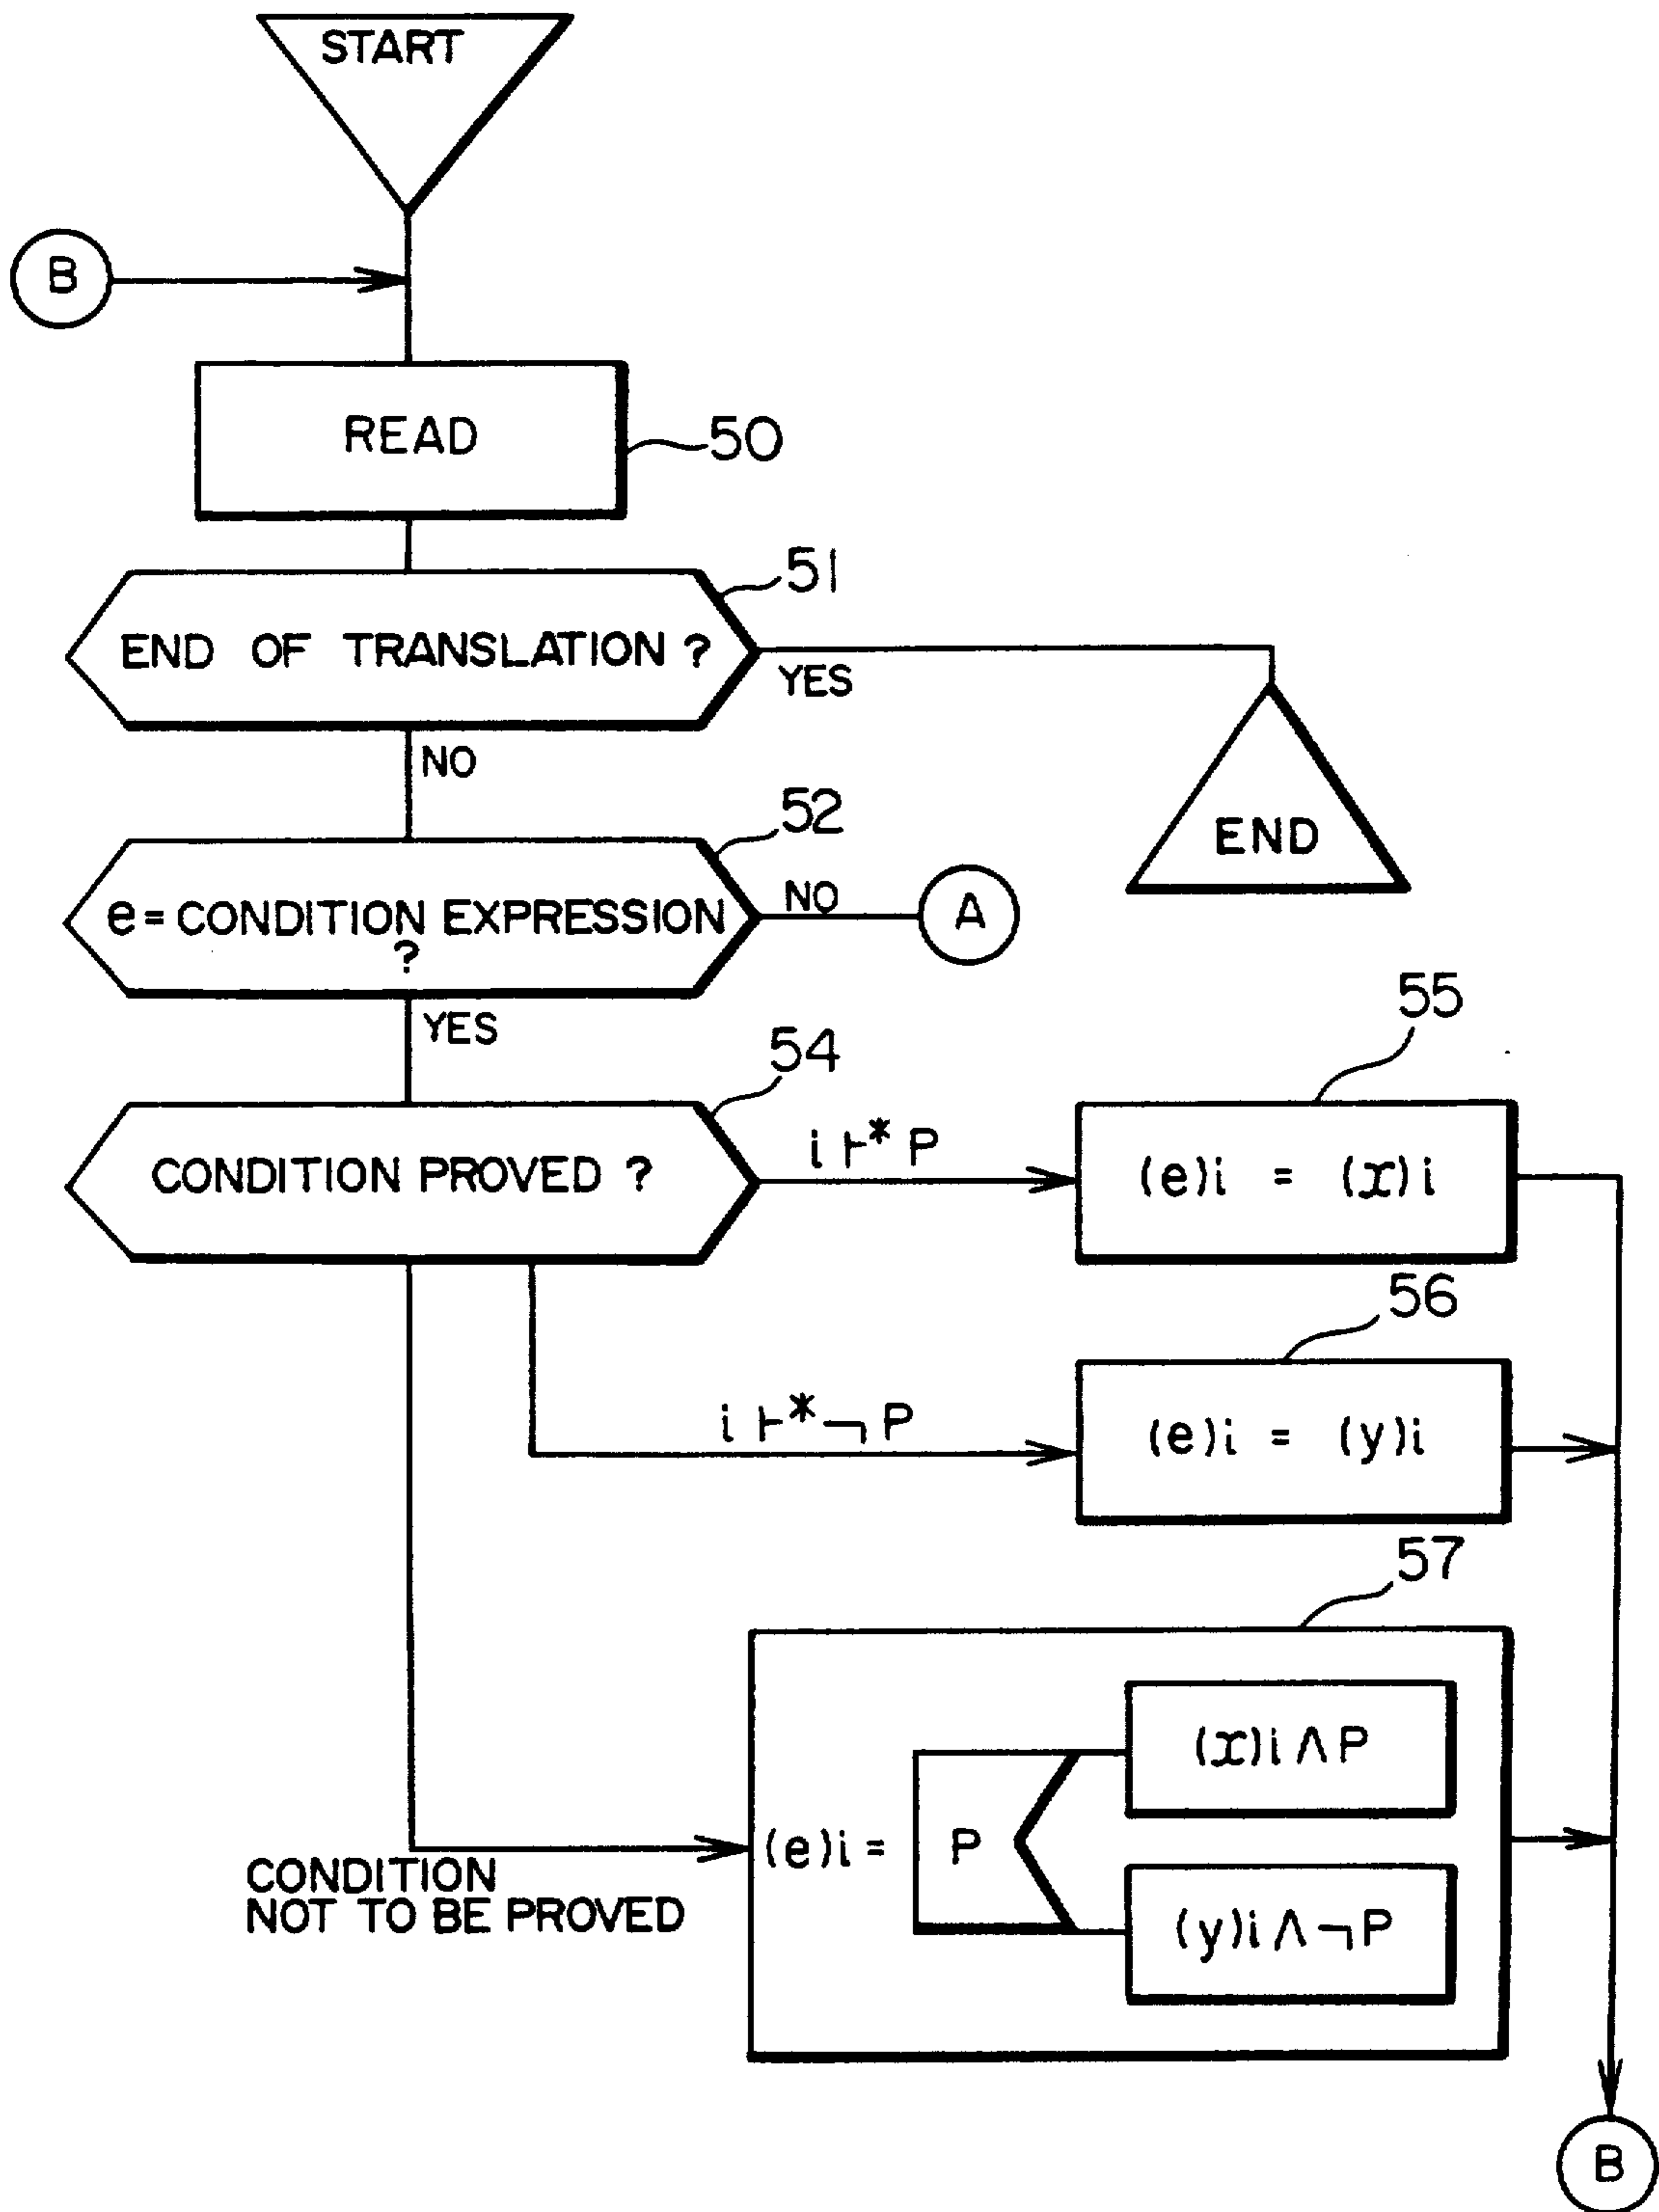 START
B
READ
50
51
END OF TRANSLATION ?
YES
NO
END
52
e = CONDITION EXPRESSION
?
NO
A
YES
54
55
CONDITION PROVED ?
i ⊢* P
(e)i = (x)i
56
i ⊢* ¬ P
(e)i = (y)i
57
(x)i ∧ P
(e)i =
P
(y)i ∧ ¬ P
CONDITION
NOT TO BE PROVED
B